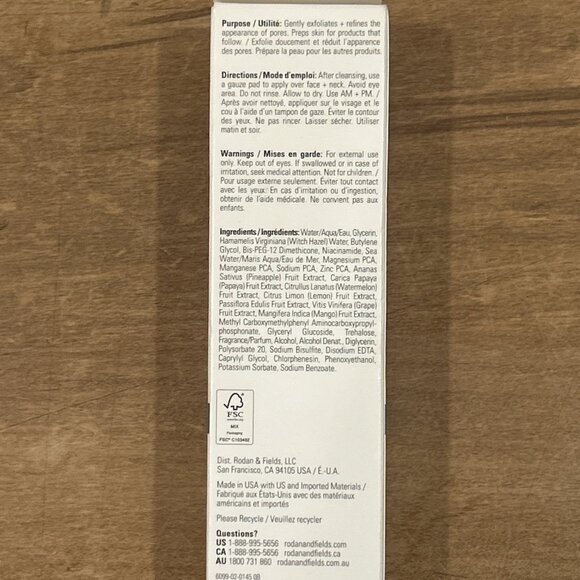 Purpose / Utilité: Gently exfoliates + refines the
appearance of pores. Preps skin for products that
follow. / Exfolie doucement et réduit l'apparence
des pores. Prépare la peau pour les autres produits.
Directions / Mode d'emploi: After cleansing, use
a gauze pad to apply over face + neck. Avoid eye
area. Do not rinse. Allow to dry. Use AM + PM. /
Après avoir nettoyé, appliquer sur le visage et le
cou à l'aide d'un tampon de gaze. Éviter le contour
des yeux. Ne pas rincer. Laisser sécher. Utiliser
matin et soir.
Warnings / Mises en garde: For external use
only. Keep out of eyes. If swallowed or in case of
irritation, seek medical attention. Not for children. /
Pour usage externe seulement. Éviter tout contact
avec les yeux. En cas d'irritation ou d'ingestion,
obtenir de l'aide médicale. Ne convient pas aux
enfants.
Ingredients / Ingrédients: Water/Aqua/Eau, Glycerin,
Hamamelis Virginiana (Witch Hazel) Water, Butylene
Glycol, Bis-PEG-12 Dimethicone, Niacinamide, Sea
Water/Maris Aqua/Eau de Mer, Magnesium PCA,
Manganese PCA, Sodium PCA, Zinc PCA, Ananas
Sativus (Pineapple) Fruit Extract, Carica Papaya
(Papaya) Fruit Extract, Citrullus Lanatus (Watermelon)
Fruit Extract, Citrus Limon (Lemon) Fruit Extract,
Passiflora Edulis Fruit Extract, Vitis Vinifera (Grape)
Fruit Extract, Mangifera Indica (Mango) Fruit Extract,
Methyl Carboxymethylphenyl Aminocarboxypropyl-
phosphonate, Glyceryl Glucoside, Trehalose,
Fragrance/Parfum, Alcohol, Alcohol Denat., Diglycerin,
Polysorbate 20, Sodium Bisulfite, Disodium EDTA,
Caprylyl Glycol, Chlorphenesin, Phenoxyethanol,
Potassium Sorbate, Sodium Benzoate.
FSC
www.fsc.org
MIX
Packaging
FSC® C103492
Dist. Rodan & Fields, LLC
San Francisco, CA 94105 USA / É.-U.A.
Made in USA with US and Imported Materials /
Fabriqué aux États-Unis avec des matériaux
américains et importés
Please Recycle / Veuillez recycler
Questions?
US 1-888-995-5656 rodanandfields.com
CA 1-888-995-5656 rodanandfields.ca
AU 1800 731 860 rodanandfields.com.au
6099-02-0145 0B